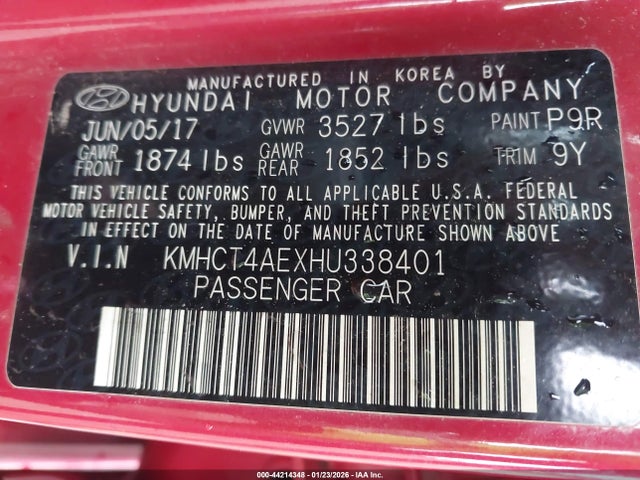 MANUFACTURED IN KOREA BY
HYUNDAI MOTOR COMPANY
JUN/05/17 GVWR 3527 lbs PAINT P9R
GAWR FRONT 1874 lbs GAWR REAR 1852 lbs TRIM 9Y
THIS VEHICLE CONFORMS TO ALL APPLICABLE U.S.A. FEDERAL
MOTOR VEHICLE SAFETY, BUMPER, AND THEFT PREVENTION STANDARDS
IN EFFECT ON THE DATE OF MANUFACTURE SHOWN ABOVE.
V.I.N KMHCT4AEXHU338401
PASSENGER CAR
000-44214348 - 01/23/2026 - IAA Inc.